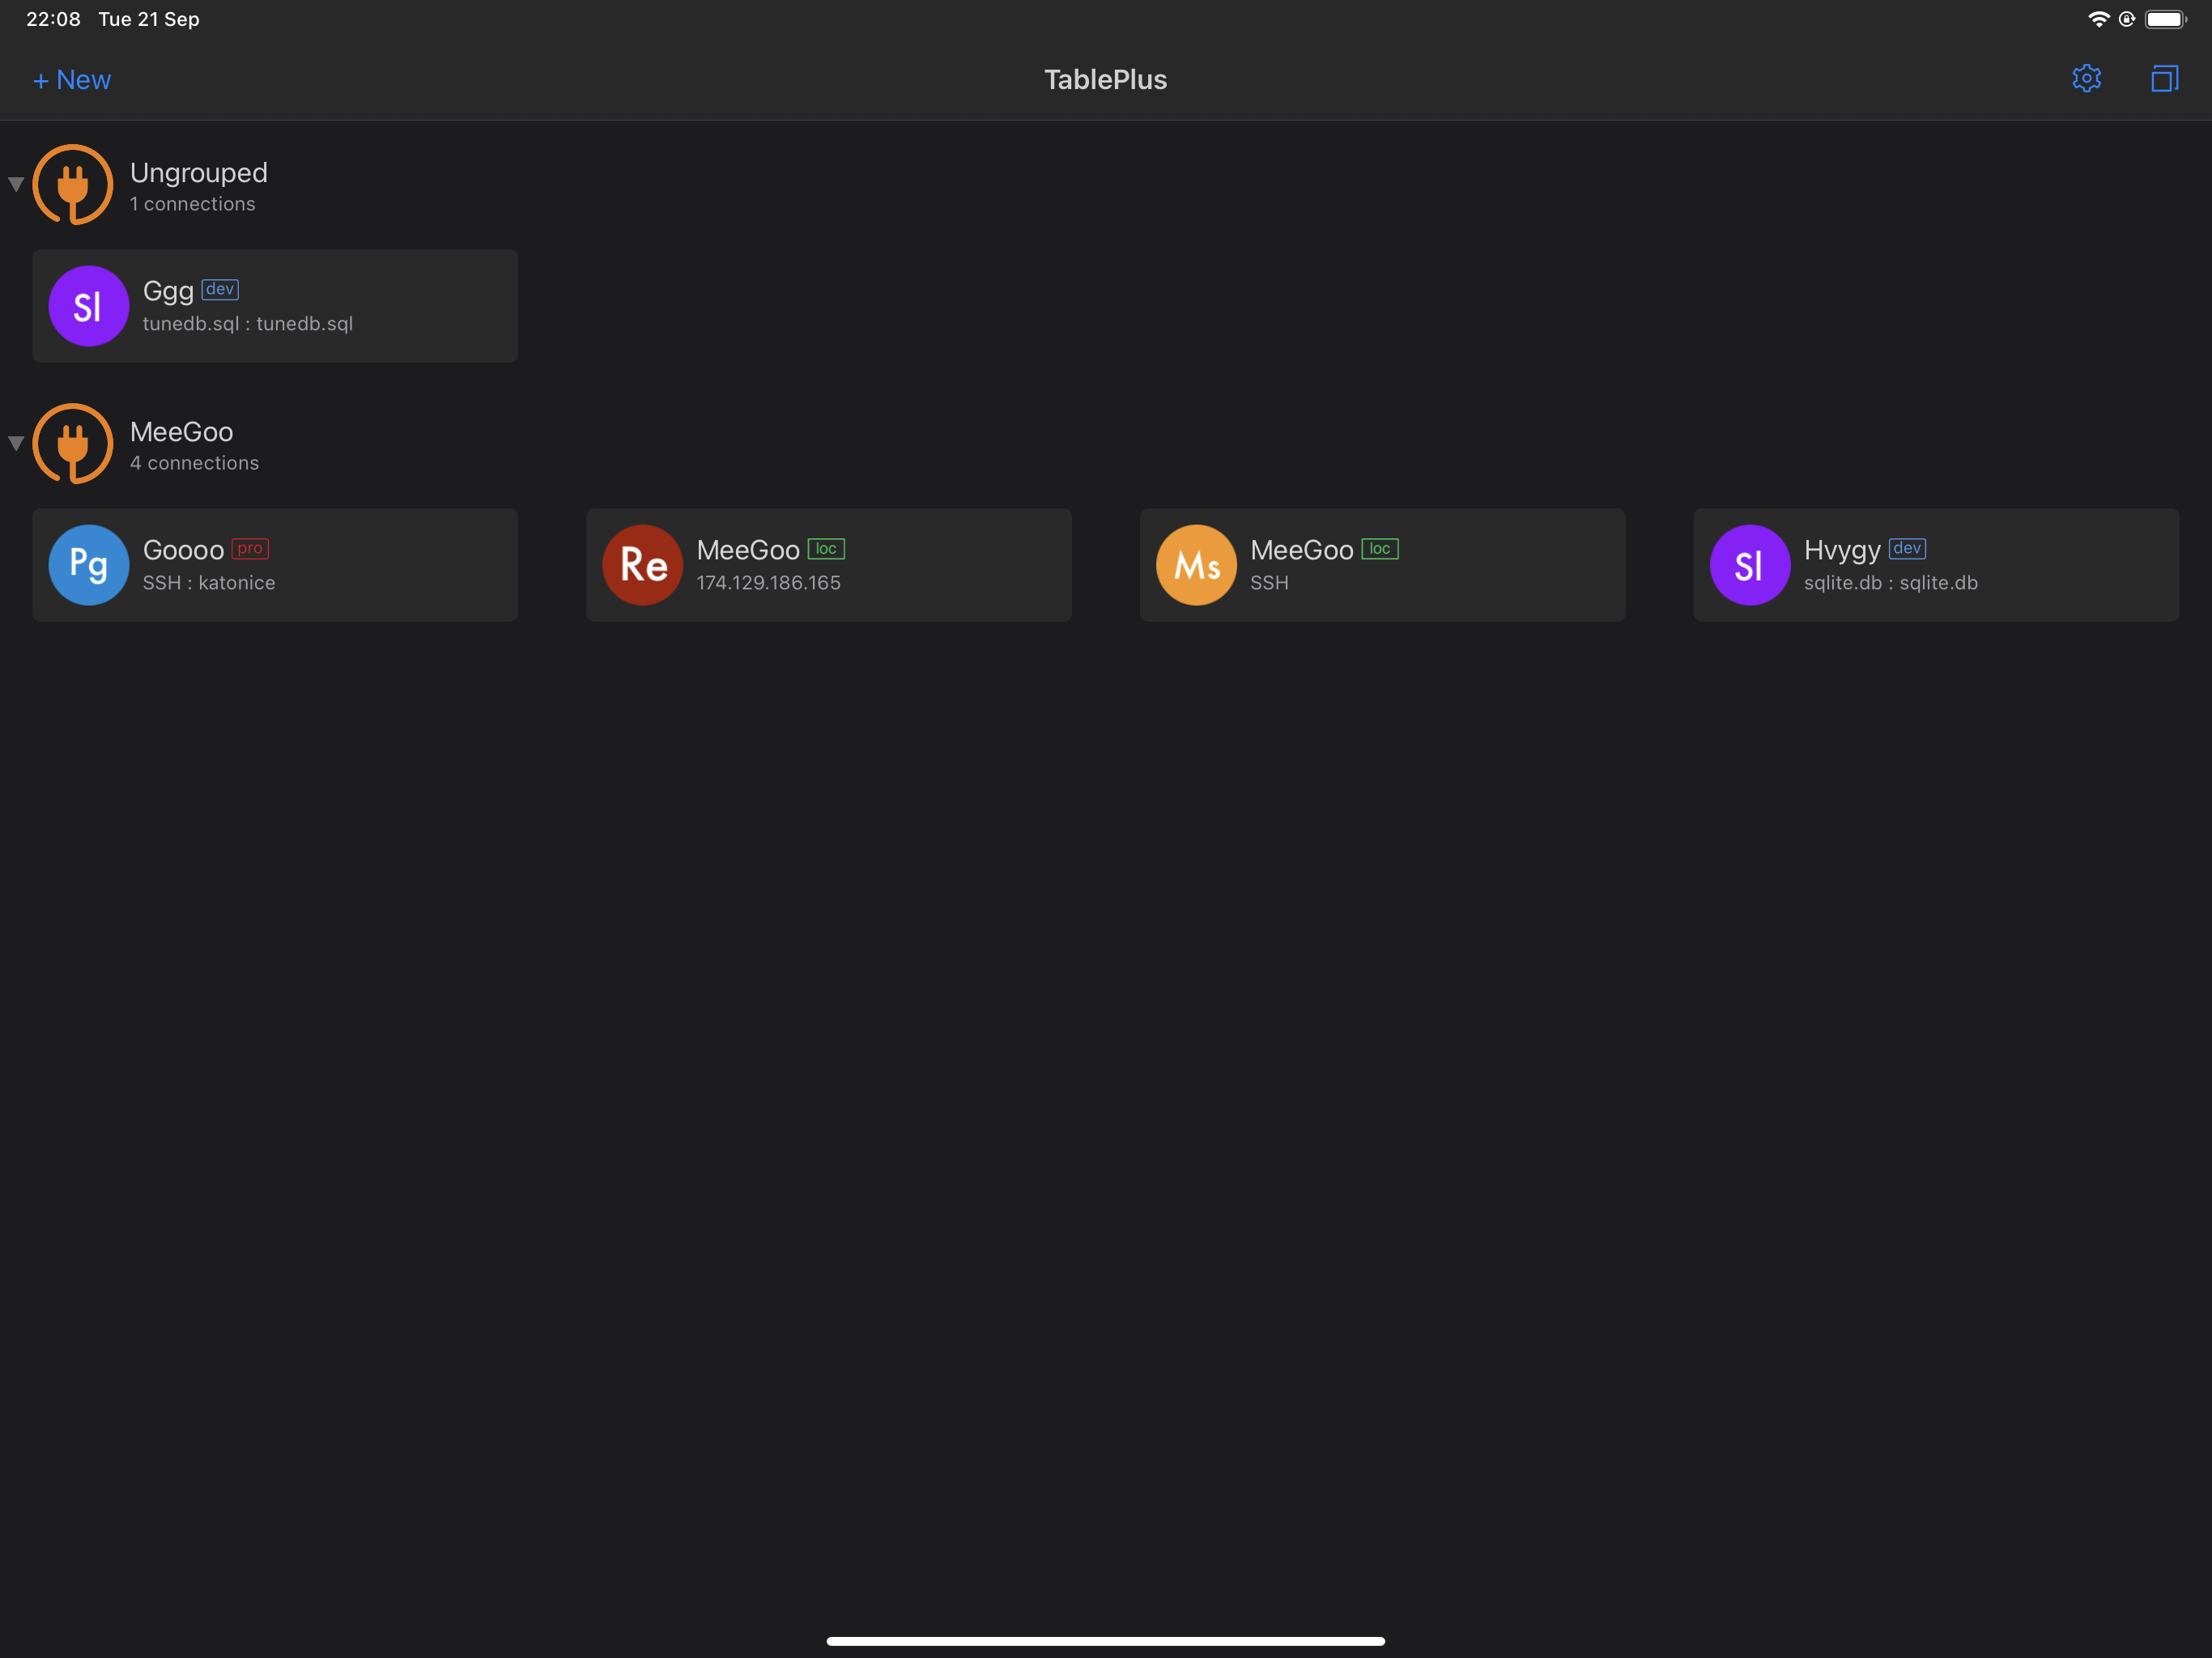 22:08 Tue 21 Sep
+ New
TablePlus
Ungrouped
1 connections
Sl
Ggg dev
tunedb.sql : tunedb.sql
MeeGoo
4 connections
Pg
Goooo pro
SSH : katonice
Re
MeeGoo loc
174.129.186.165
Ms
MeeGoo loc
SSH
Sl
Hvygy dev
sqlite.db : sqlite.db